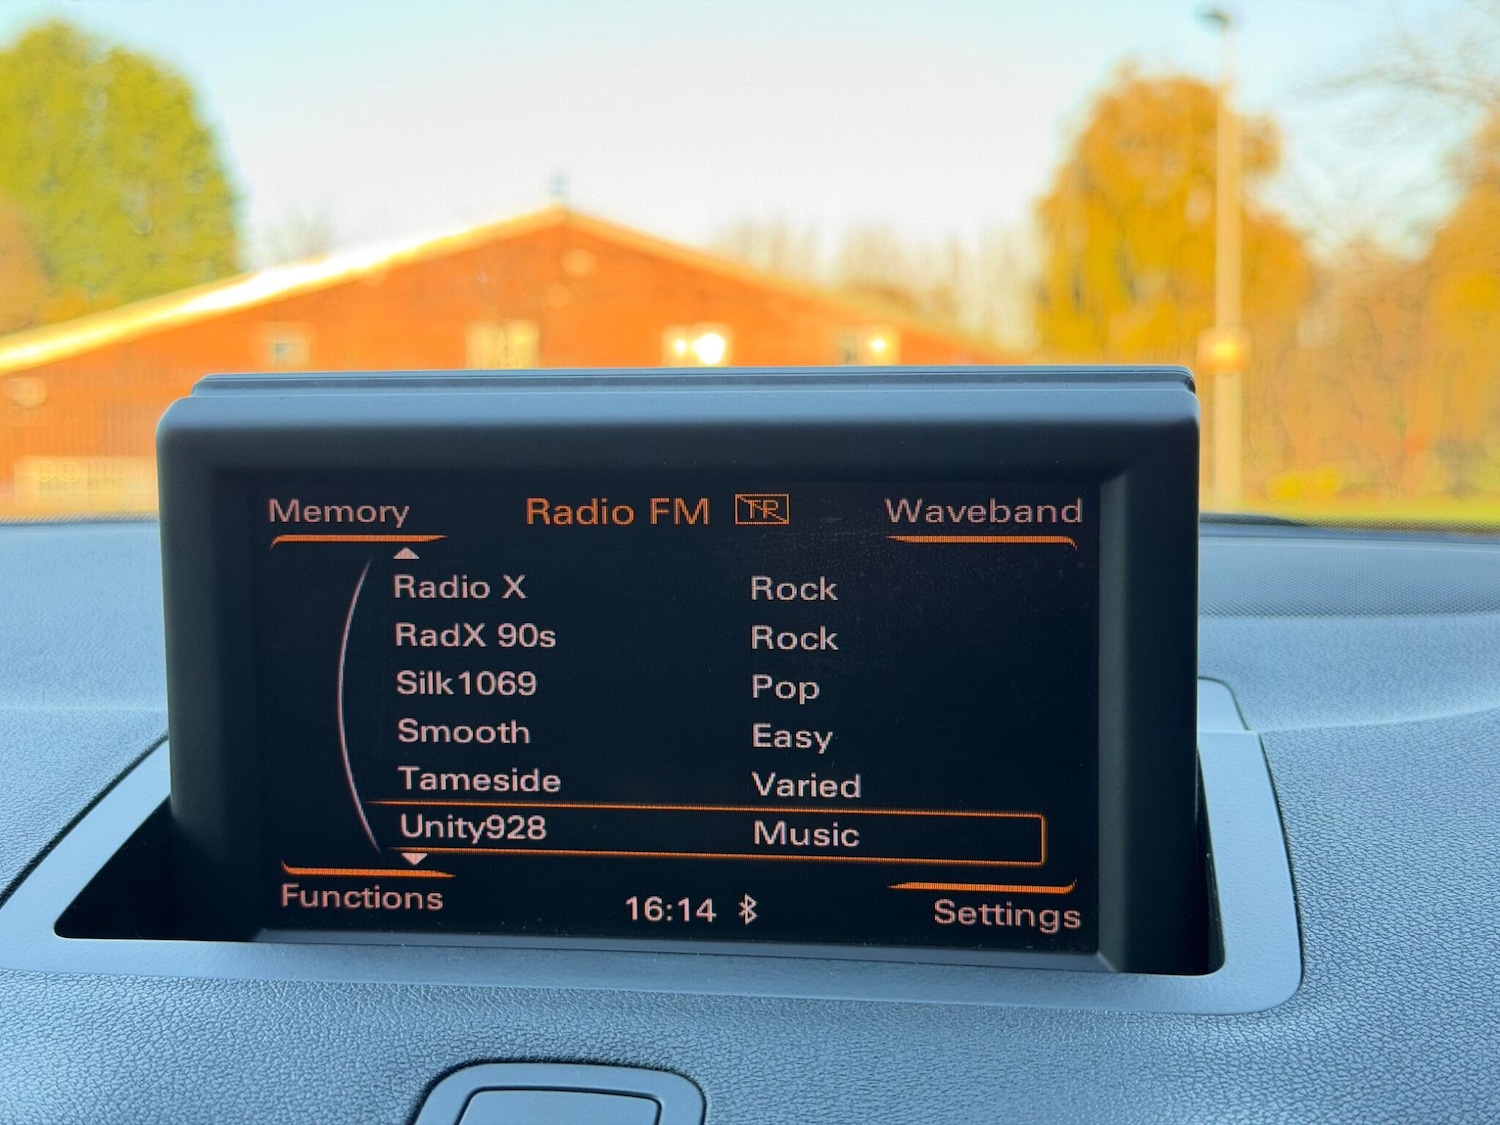 Memory Radio FM TR Waveband
Radio X Rock
RadX 90s Rock
Silk1069 Pop
Smooth Easy
Tameside Varied
Unity928 Music
Functions 16:14 Settings